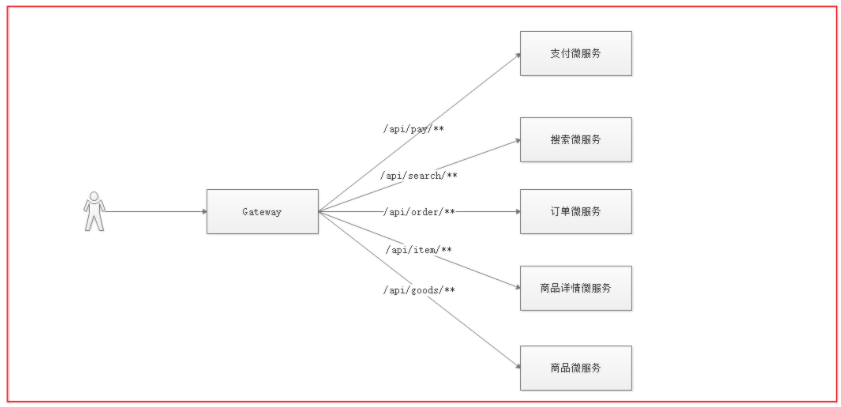 支付微服务
/api/pay/**
搜索微服务
/api/search/**
Gateway
/api/order/**
订单微服务
/api/item/**
商品详情微服务
/api/goods/**
商品微服务